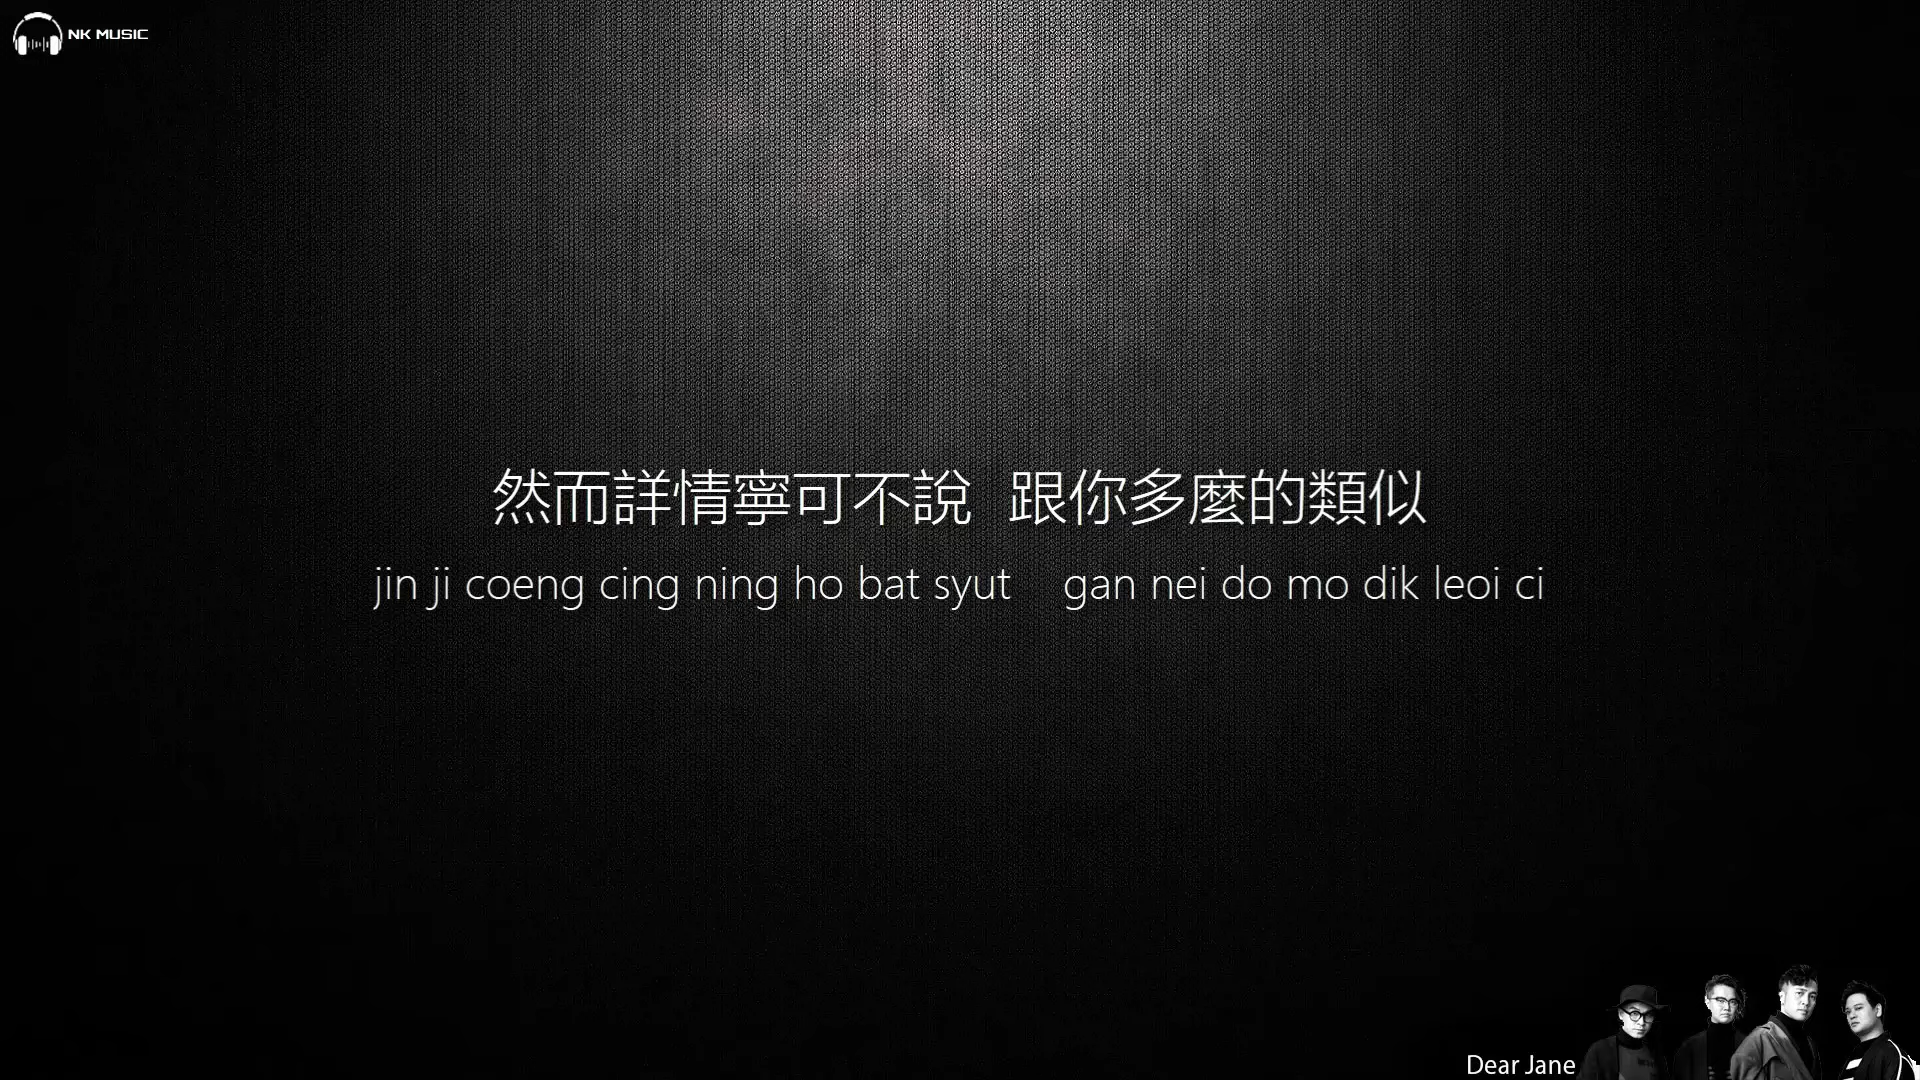 NK MUSIC
然而詳情寧可不說 跟你多麼的類似
jin ji coeng cing ning ho bat syut gan nei do mo dik leoi ci
Dear Jane